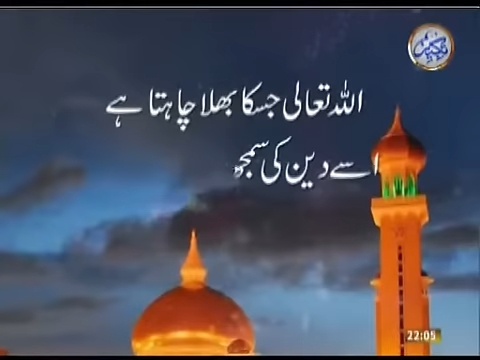 اللہ تعالی جسکا بھلا چاہتا ہے
اسے دین کی سمجھ
22:05